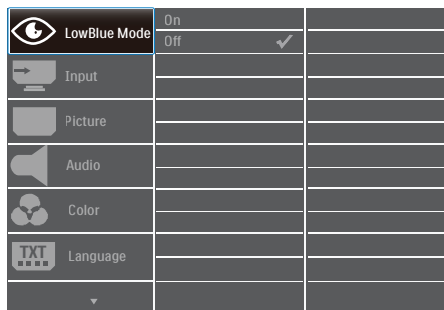 LowBlue Mode
On
Off
Input
Picture
Audio
Color
TXT
Language